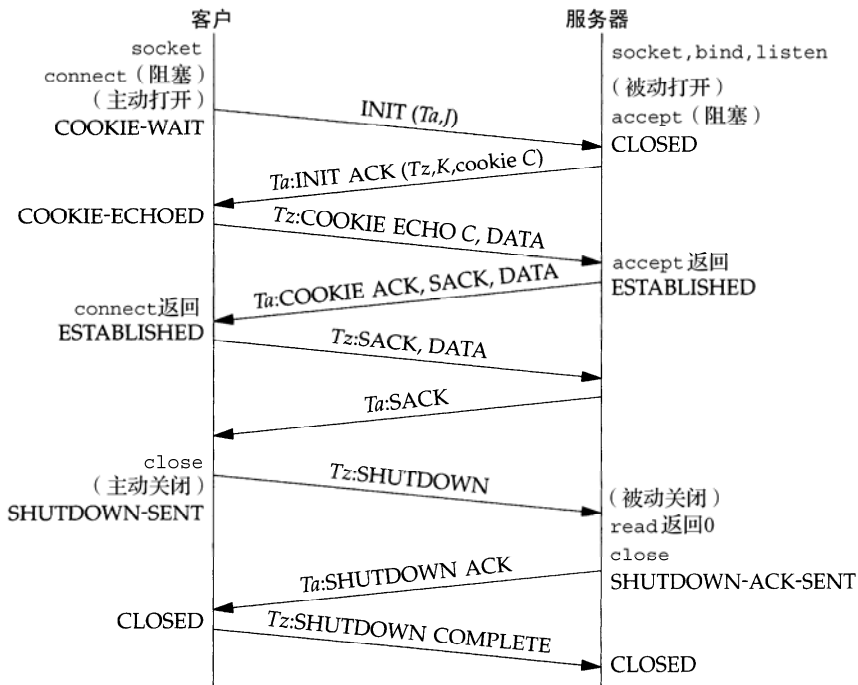 客户
服务器
socket
connect（阻塞）
（主动打开）
COOKIE-WAIT
socket,bind,listen
（被动打开）
accept（阻塞）
CLOSED
INIT (Ta,J)
Ta:INIT ACK (Tz,K,cookie C)
COOKIE-ECHOED
Tz:COOKIE ECHO C, DATA
accept返回
ESTABLISHED
Ta:COOKIE ACK, SACK, DATA
connect返回
ESTABLISHED
Tz:SACK, DATA
Ta:SACK
close
（主动关闭）
SHUTDOWN-SENT
Tz:SHUTDOWN
（被动关闭）
read返回0
close
SHUTDOWN-ACK-SENT
Ta:SHUTDOWN ACK
CLOSED
Tz:SHUTDOWN COMPLETE
CLOSED